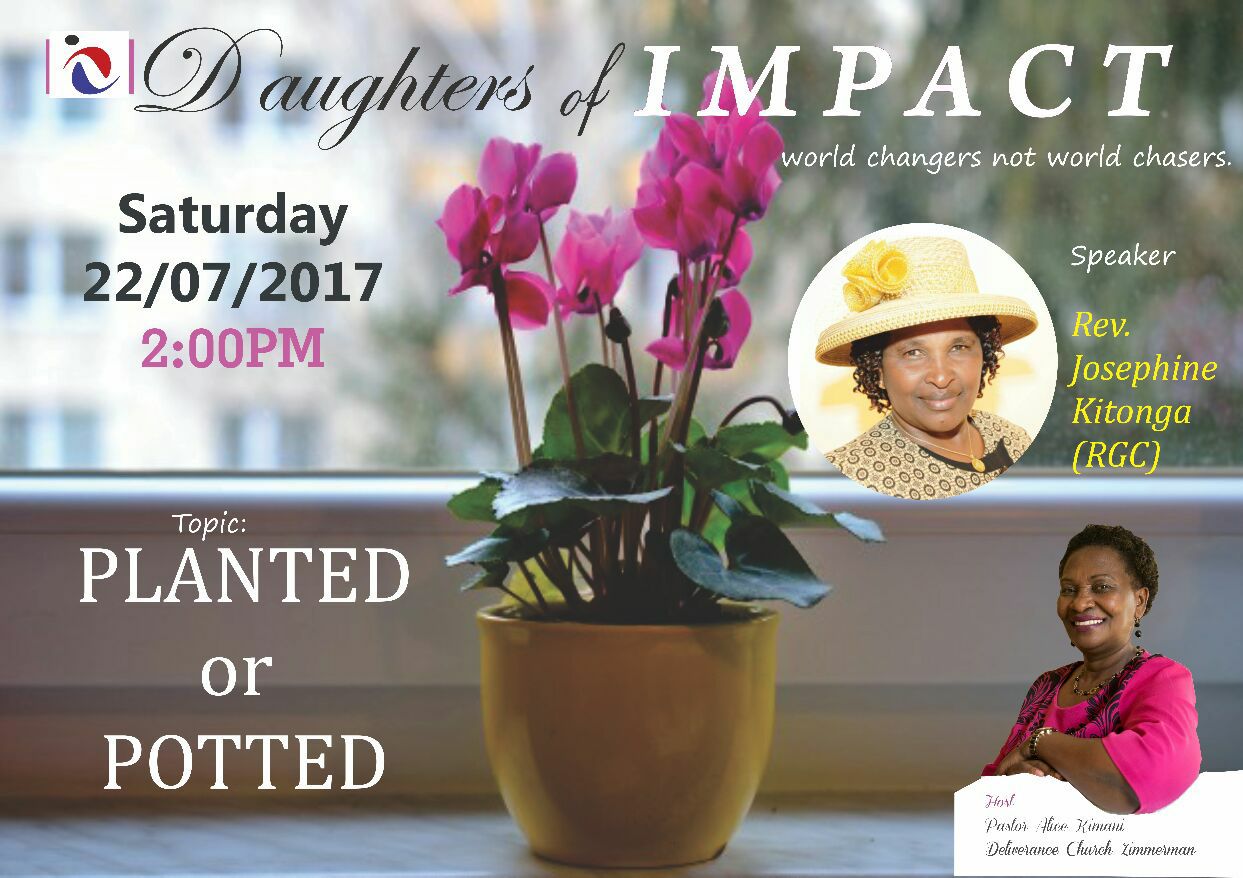 Daughters of IMPACT
world changers not world chasers.
Saturday
22/07/2017
2:00PM
Speaker
Rev.
Josephine
Kitonga
(RGC)
Topic:
PLANTED
or
POTTED
Host
Pastor Alice Kimani
Deliverance Church Zimmerman